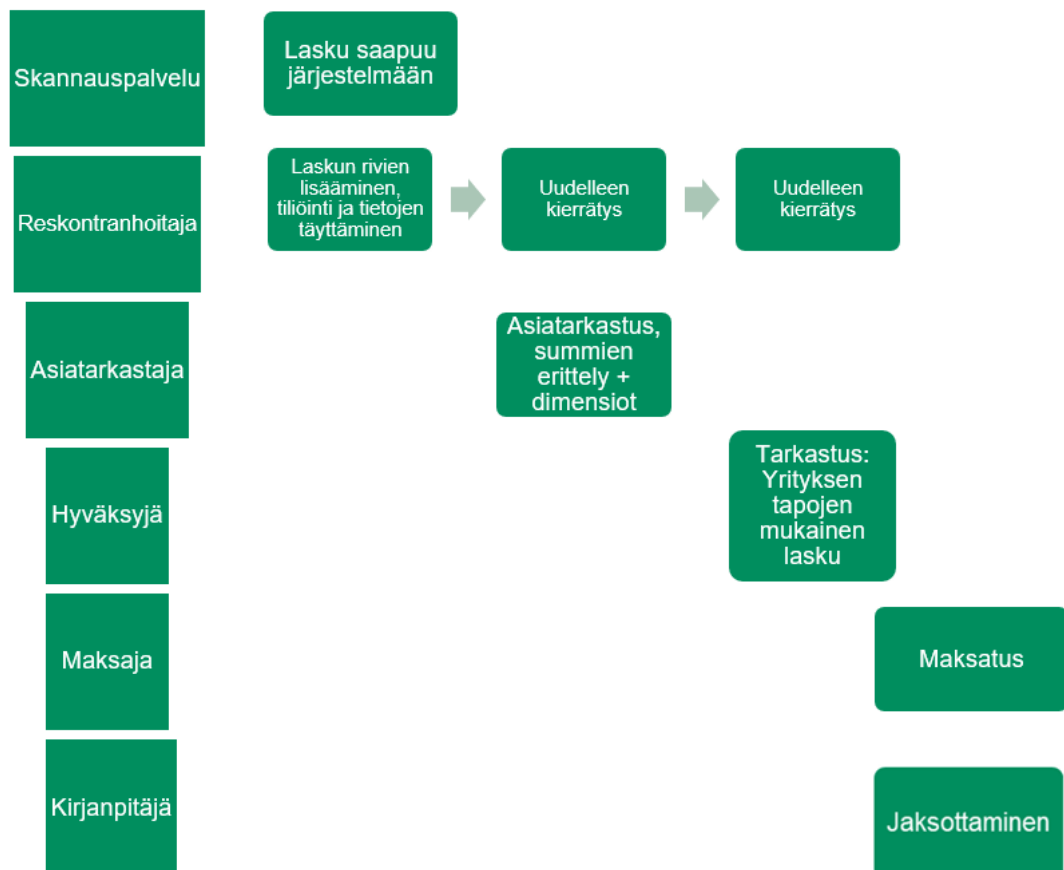 Skannauspalvelu
Lasku saapuu
järjestelmään
Reskontranhoitaja
Laskun rivien
lisääminen,
tiliöinti ja tietojen
täyttäminen
Uudelleen
kierrätys
Uudelleen
kierrätys
Asiatarkastaja
Asiatarkastus,
summien
erittely +
dimensiot
Hyväksyjä
Tarkastus:
Yrityksen
tapojen
mukainen
lasku
Maksaja
Maksatus
Kirjanpitäjä
Jaksottaminen